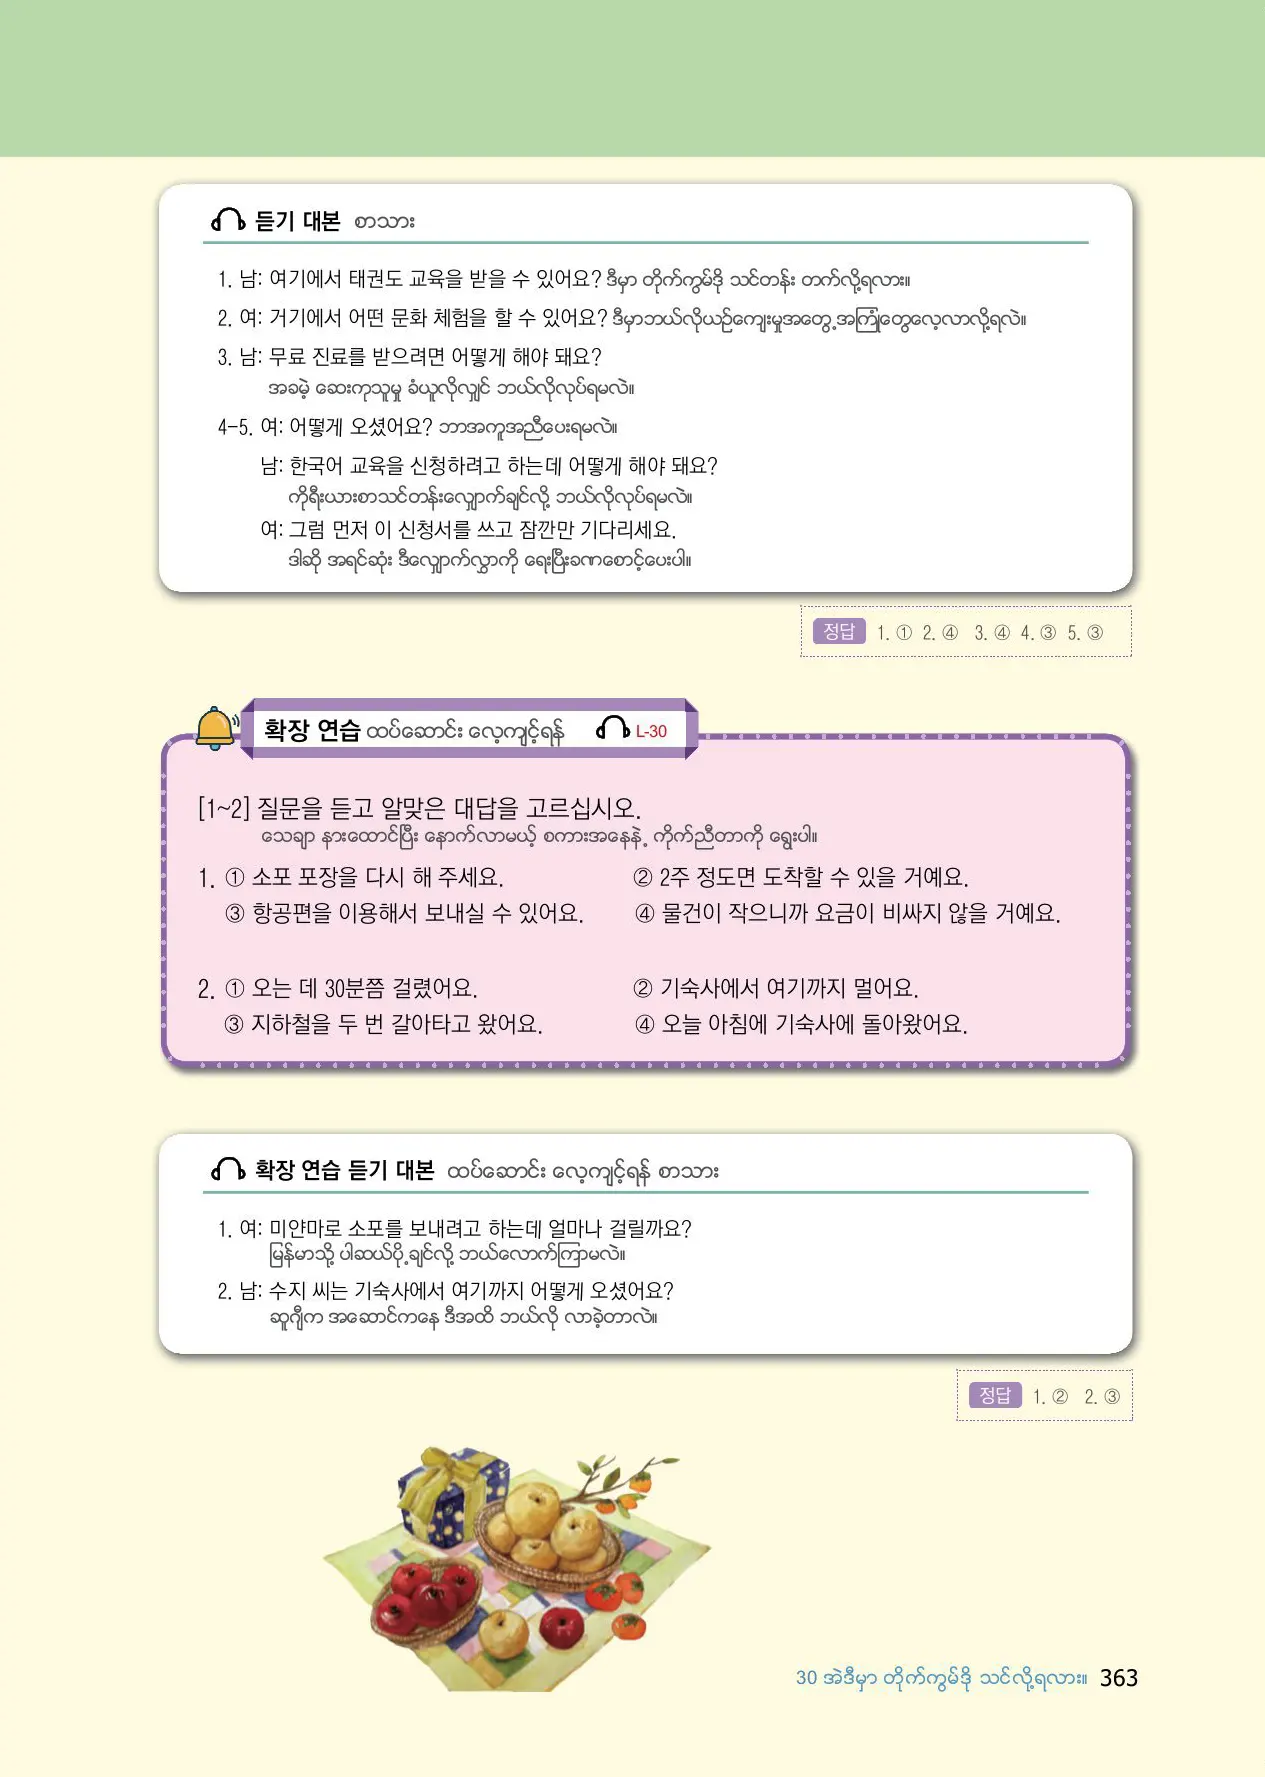 듣기 대본 စာသား
1. 남: 여기에서 태권도 교육을 받을 수 있어요? ဒီမှာ တိုက်ကွမ်ဒို သင်တန်း တက်လို့ရလား။
2. 여: 거기에서 어떤 문화 체험을 할 수 있어요? ဒီမှာဘယ်လိုယဉ်ကျေးမှုအတွေ့အကြုံတွေလေ့လာလို့ရလဲ။
3. 남: 무료 진료를 받으려면 어떻게 해야 돼요?
အခမဲ့ ဆေးကုသမှု ခံယူလိုလျှင် ဘယ်လိုလုပ်ရမလဲ။
4-5. 여: 어떻게 오셨어요? ဘာအကူအညီပေးရမလဲ။
남: 한국어 교육을 신청하려고 하는데 어떻게 해야 돼요?
ကိုရီးယားစာသင်တန်းလျှောက်ချင်လို့ ဘယ်လိုလုပ်ရမလဲ။
여: 그럼 먼저 이 신청서를 쓰고 잠깐만 기다리세요.
ဒါဆို အရင်ဆုံး ဒီလျှောက်လွှာကို ရေးပြီးခဏစောင့်ပေးပါ။
정답 1. ① 2. ④ 3. ④ 4. ③ 5. ③
확장 연습 ထပ်ဆောင်း လေ့ကျင့်ရန် L-30
[1~2] 질문을 듣고 알맞은 대답을 고르십시오.
သေချာ နားထောင်ပြီး နောက်လာမယ့် စကားအနေနဲ့ ကိုက်ညီတာကို ရွေးပါ။
1. ① 소포 포장을 다시 해 주세요. ② 2주 정도면 도착할 수 있을 거예요.
③ 항공편을 이용해서 보내실 수 있어요. ④ 물건이 작으니까 요금이 비싸지 않을 거예요.
2. ① 오는 데 30분쯤 걸렸어요. ② 기숙사에서 여기까지 멀어요.
③ 지하철을 두 번 갈아타고 왔어요. ④ 오늘 아침에 기숙사에 돌아왔어요.
확장 연습 듣기 대본 ထပ်ဆောင်း လေ့ကျင့်ရန် စာသား
1. 여: 미얀마로 소포를 보내려고 하는데 얼마나 걸릴까요?
မြန်မာသို့ ပါဆယ်ပို့ချင်လို့ ဘယ်လောက်ကြာမလဲ။
2. 남: 수지 씨는 기숙사에서 여기까지 어떻게 오셨어요?
ဆူဂျီက အဆောင်ကနေ ဒီအထိ ဘယ်လို လာခဲ့တာလဲ။
정답 1. ② 2. ③
30 အဲဒီမှာ တိုက်ကွမ်ဒို သင်လို့ရလား။ 363